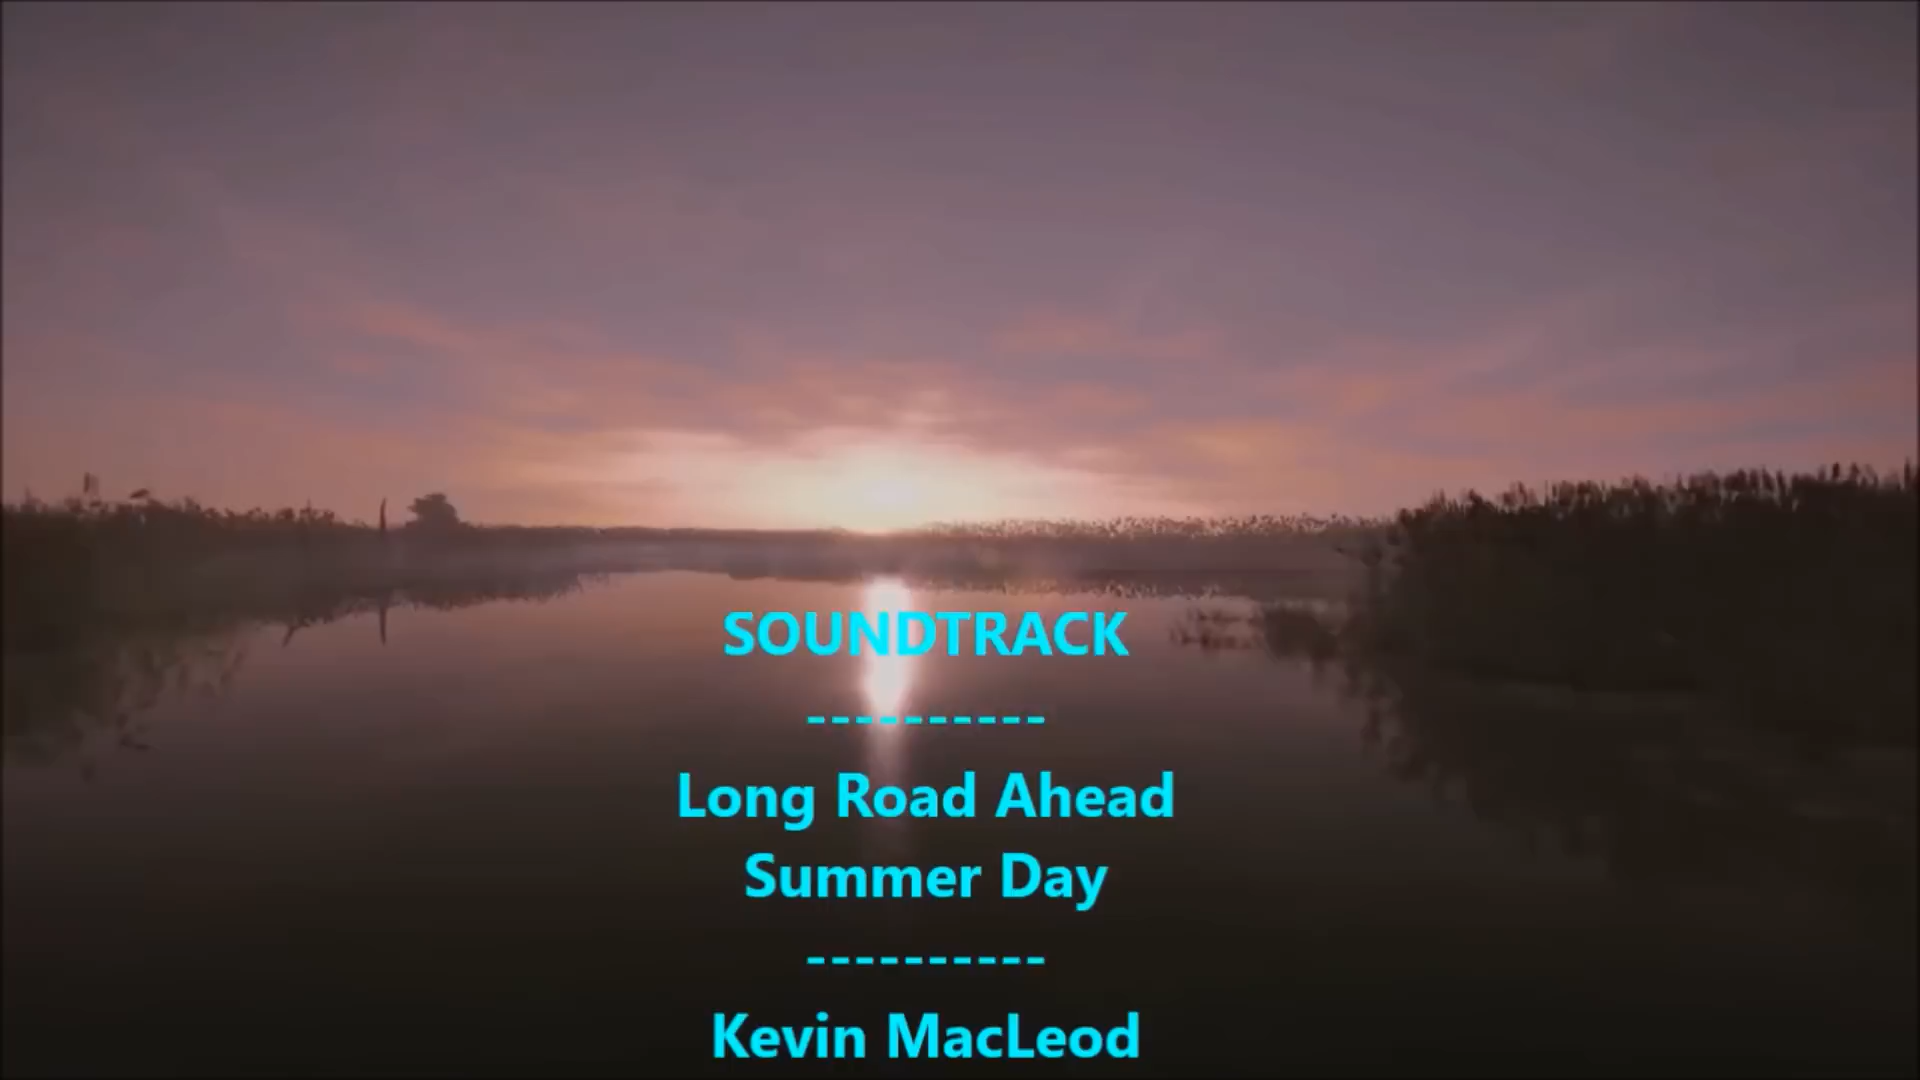 SOUNDTRACK
----------
Long Road Ahead
Summer Day
----------
Kevin MacLeod